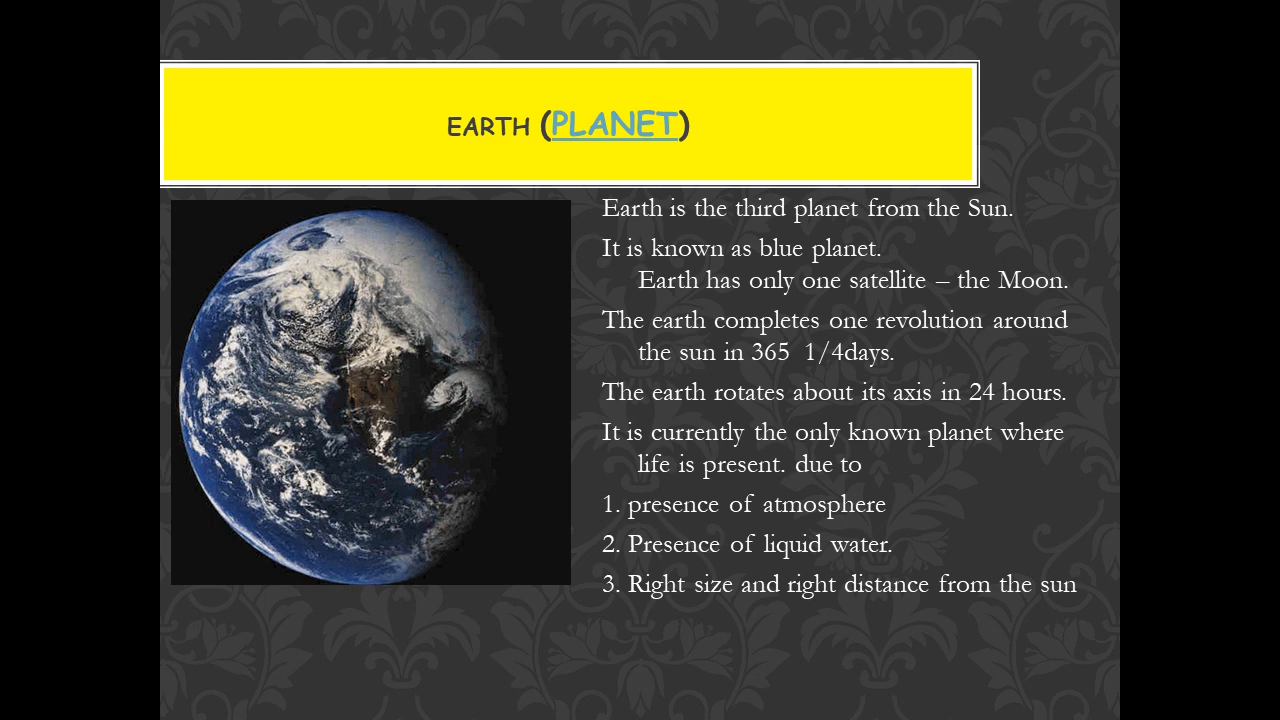 EARTH (PLANET)
Earth is the third planet from the Sun.
It is known as blue planet.
Earth has only one satellite – the Moon.
The earth completes one revolution around
the sun in 365 1/4days.
The earth rotates about its axis in 24 hours.
It is currently the only known planet where
life is present. due to
1. presence of atmosphere
2. Presence of liquid water.
3. Right size and right distance from the sun